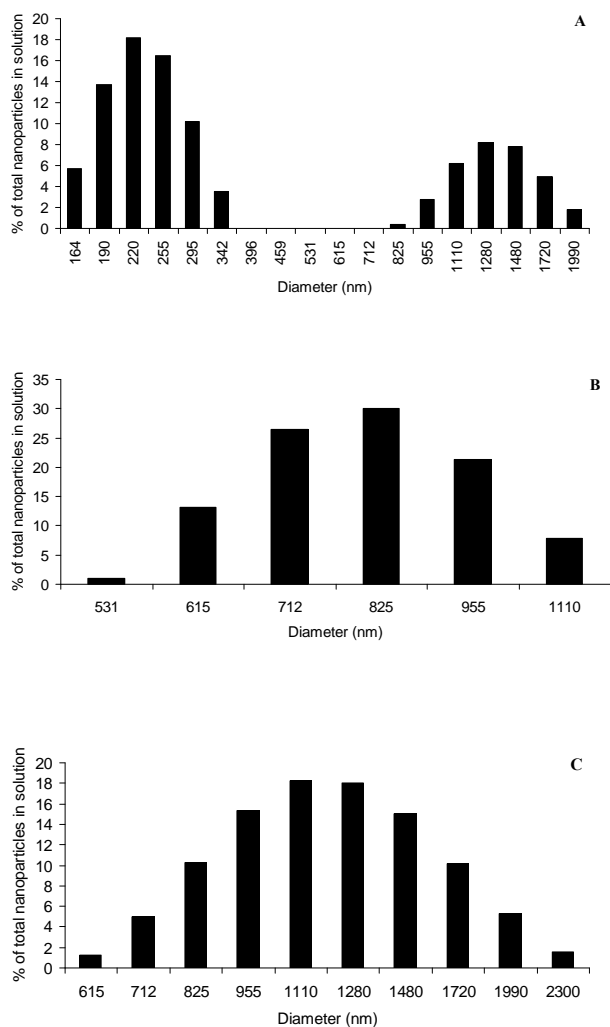 A
% of total nanoparticles in solution
20
18
16
14
12
10
8
6
4
2
0
164 190 220 255 295 342 396 459 531 615 712 825 955 1110 1280 1480 1720 1990
Diameter (nm)
B
% of total nanoparticles in solution
35
30
25
20
15
10
5
0
531 615 712 825 955 1110
Diameter (nm)
C
% of total nanoparticles in solution
20
18
16
14
12
10
8
6
4
2
0
615 712 825 955 1110 1280 1480 1720 1990 2300
Diameter (nm)